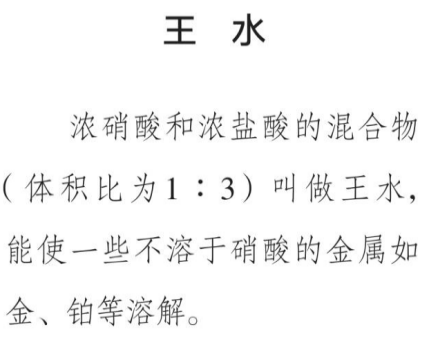 王 水
浓硝酸和浓盐酸的混合物
（体积比为1∶3）叫做王水，
能使一些不溶于硝酸的金属如
金、铂等溶解。